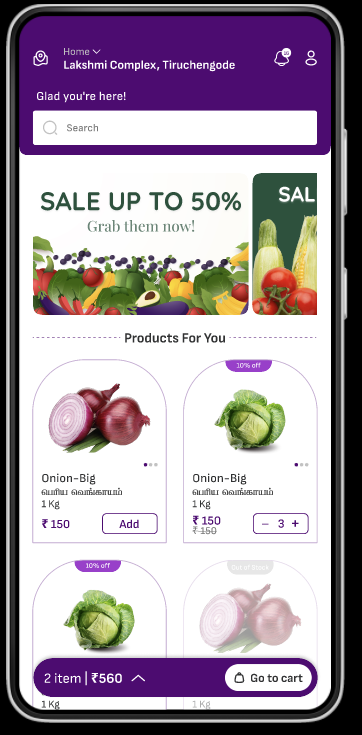 Home
Lakshmi Complex, Tiruchengode
Glad you're here!
Search
SALE UP TO 50%
Grab them now!
SAL
Products For You
Onion-Big
பெரிய வெங்காயம்
1 Kg
₹ 150
Add
10% off
Onion-Big
பெரிய வெங்காயம்
1 Kg
₹ 150
₹ 150
– 3 +
10% off
Out of Stock
2 item | ₹560
Go to cart
1 Kg
1 Kg